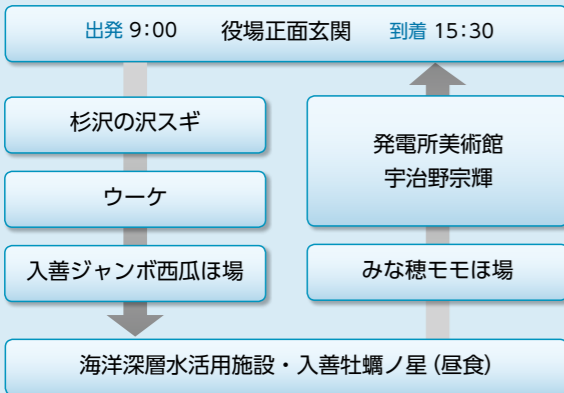 出発 9:00 役場正面玄関 到着 15:30
杉沢の沢スギ
ウーケ
入善ジャンボ西瓜ほ場
海洋深層水活用施設・入善牡蠣ノ星(昼食)
みな穂モモほ場
発電所美術館
宇治野宗輝